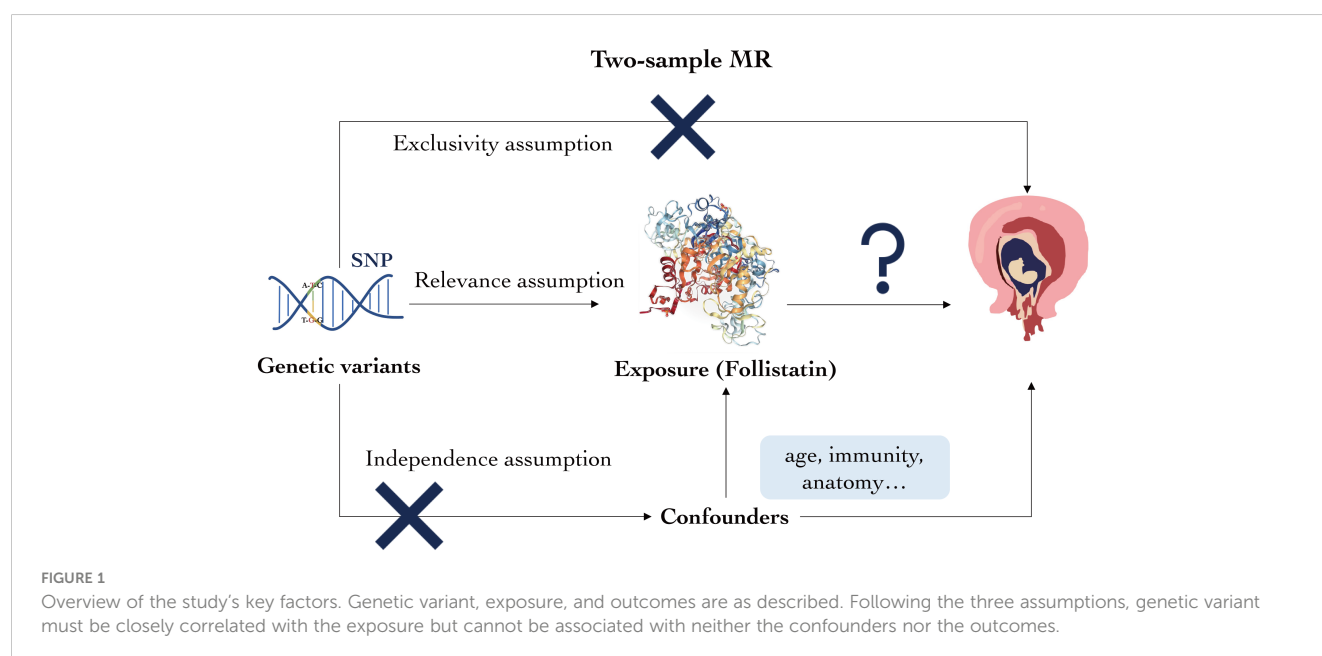 Two-sample MR
Exclusivity assumption
SNP
A-T-C
T-G-G
Relevance assumption
Genetic variants
Exposure (Follistatin)
?
Independence assumption
age, immunity,
anatomy…
Confounders
FIGURE 1
Overview of the study's key factors. Genetic variant, exposure, and outcomes are as described. Following the three assumptions, genetic variant
must be closely correlated with the exposure but cannot be associated with neither the confounders nor the outcomes.